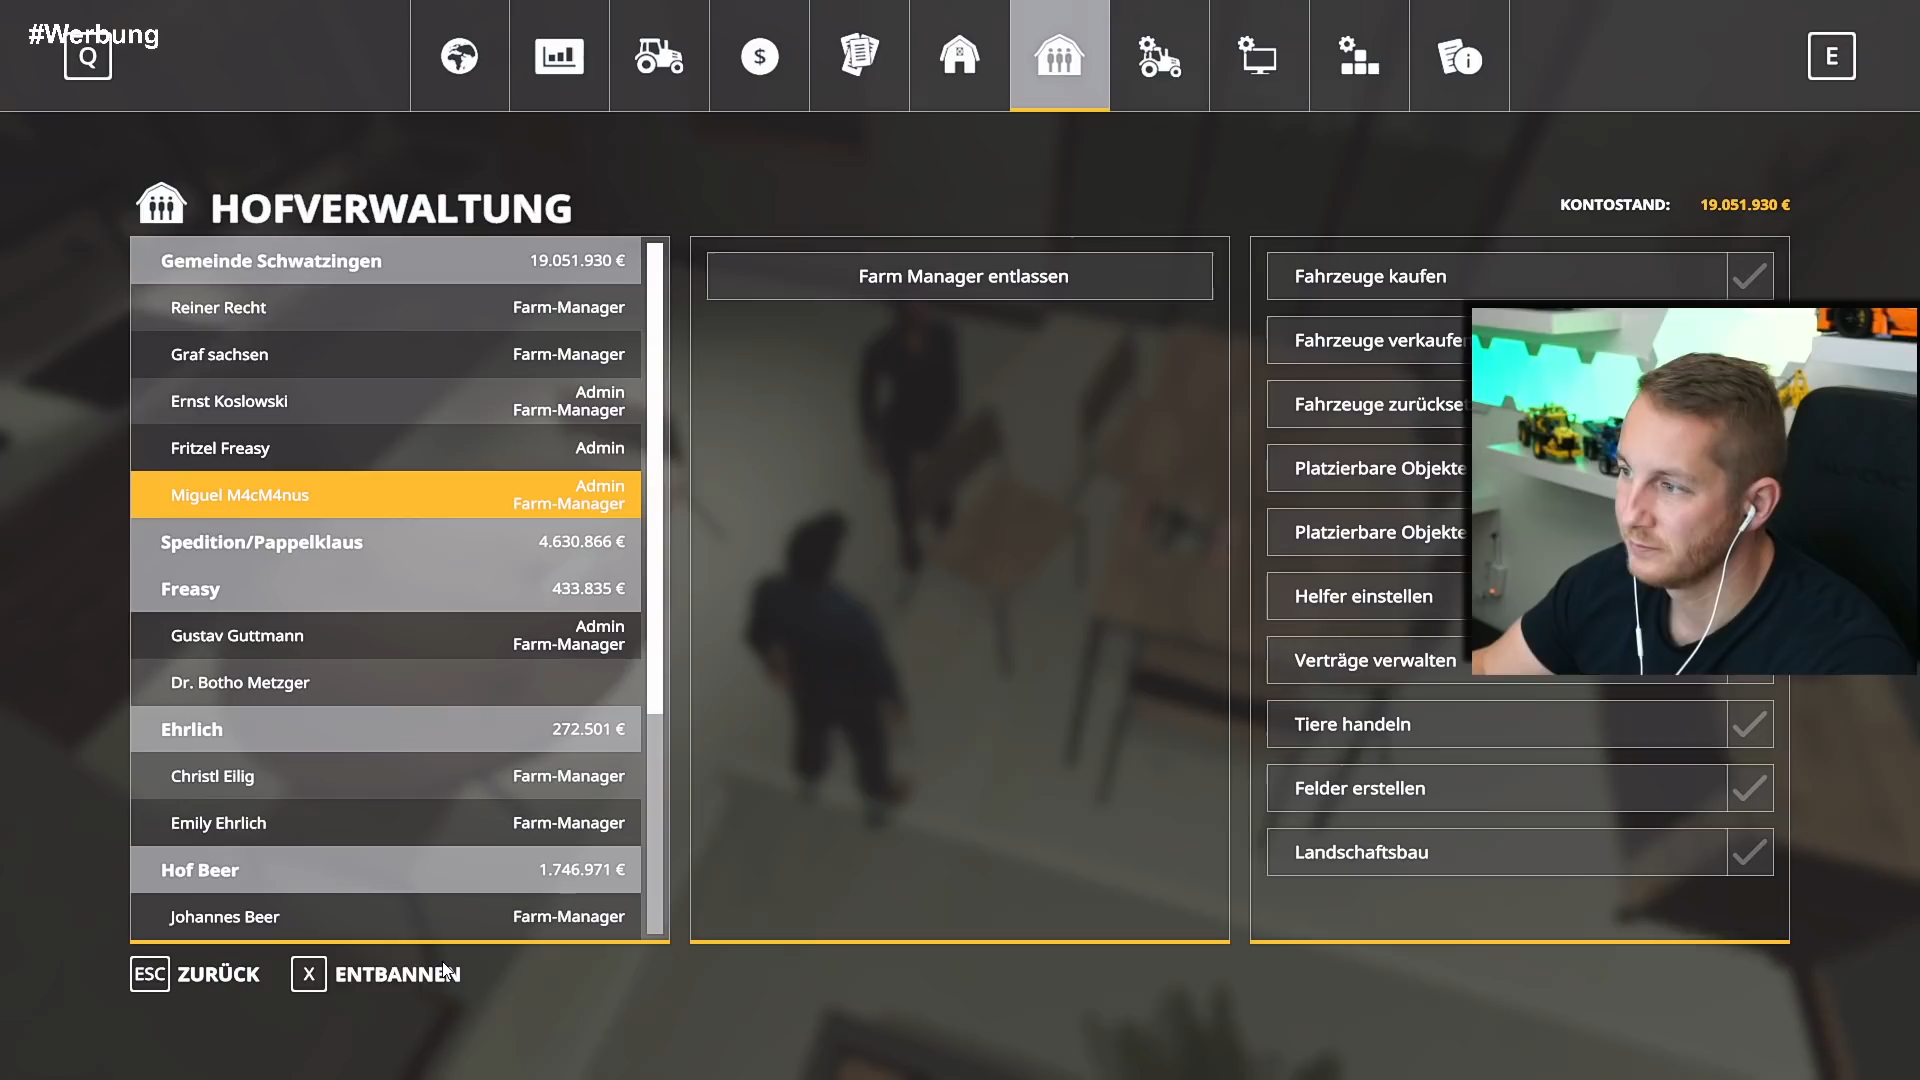 #Werbung
Q
$
i
E
HOFVERWALTUNG
KONTOSTAND: 19.051.930 €
Gemeinde Schwatzingen 19.051.930 €
Reiner Recht Farm-Manager
Graf sachsen Farm-Manager
Ernst Koslowski Admin Farm-Manager
Fritzel Freasy Admin
Miguel M4cM4nus Admin Farm-Manager
Spedition/Pappelklaus 4.630.866 €
Freasy 433.835 €
Gustav Guttmann Admin Farm-Manager
Dr. Botho Metzger
Ehrlich 272.501 €
Christl Eilig Farm-Manager
Emily Ehrlich Farm-Manager
Hof Beer 1.746.971 €
Johannes Beer Farm-Manager
Farm Manager entlassen
Fahrzeuge kaufen
Fahrzeuge
Fahrzeuge
Platzierbare Objekte
Platzierbare Objekte
Helfer einstellen
Verträge verwalten
Tiere handeln
Felder erstellen
Landschaftsbau
ESC ZURÜCK X ENTBANNEN